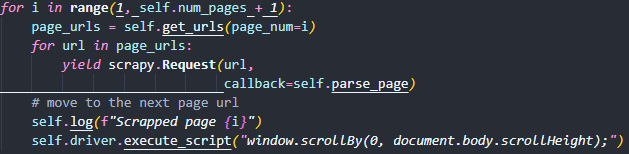 for i in range(1, self.num_pages + 1):
    page_urls = self.get_urls(page_num=i)
    for url in page_urls:
        yield scrapy.Request(url,
                             callback=self.parse_page)
    # move to the next page url
    self.log(f"Scrapped page {i}")
    self.driver.execute_script("window.scrollBy(0, document.body.scrollHeight);")